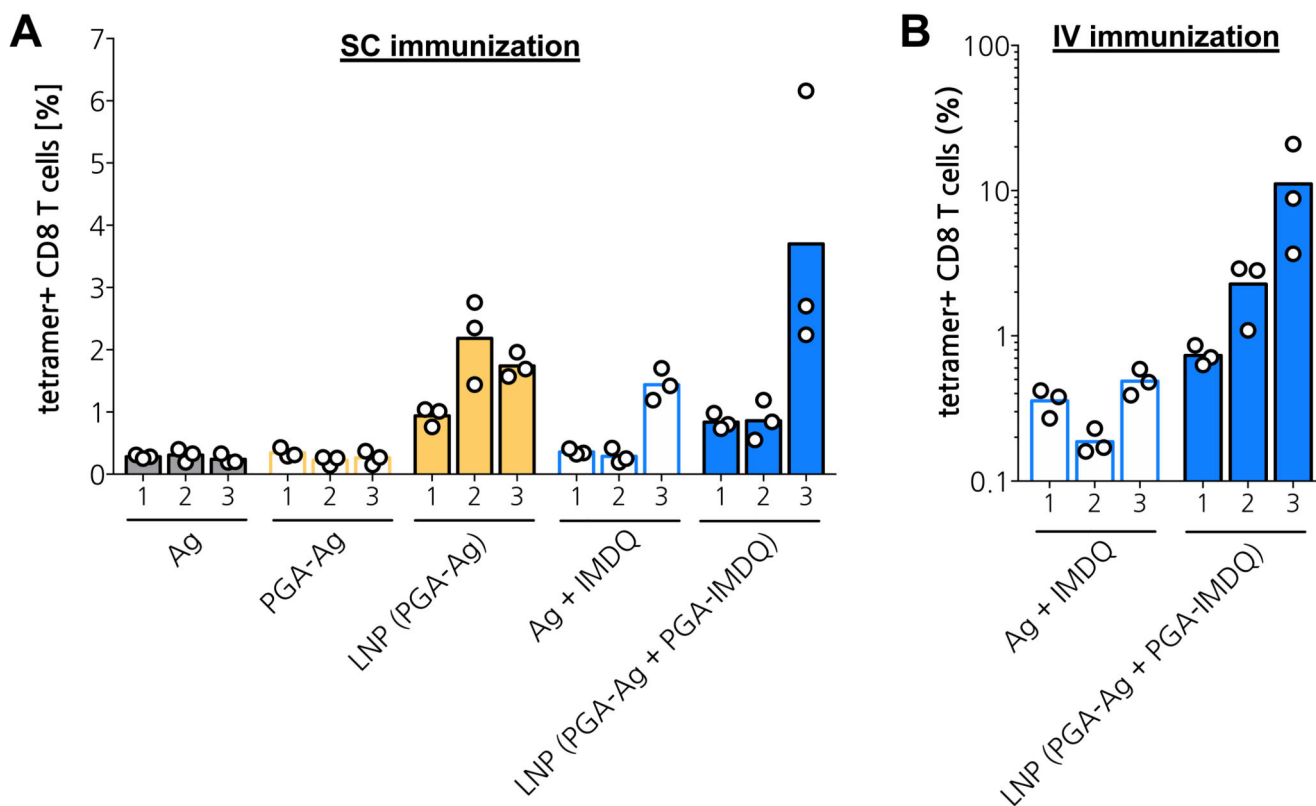 A
SC immunization
tetramer+ CD8 T cells [%]
7
6
5
4
3
2
1
0
1 2 3 1 2 3 1 2 3 1 2 3 1 2 3
Ag
PGA-Ag
LNP (PGA-Ag)
Ag + IMDQ
LNP (PGA-Ag + PGA-IMDQ)
B
IV immunization
tetramer+ CD8 T cells (%)
100
10
1
0.1
1 2 3 1 2 3
Ag + IMDQ
LNP (PGA-Ag + PGA-IMDQ)